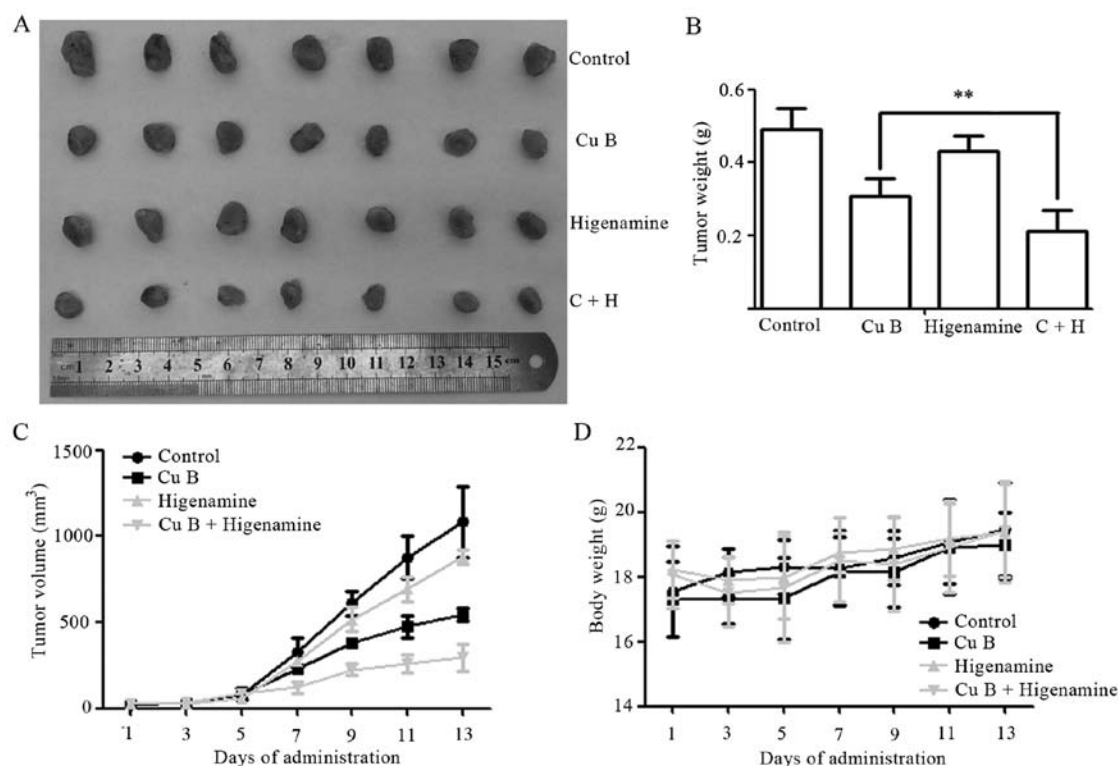 A
Control
Cu B
Higenamine
C + H
cm 1 2 3 4 5 6 7 8 9 10 11 12 13 14 15 cm
B
**
Tumor weight (g)
0.6
0.4
0.2
Control Cu B Higenamine C + H
C
Control
Cu B
Higenamine
Cu B + Higenamine
Tumor volume (mm³)
1500
1000
500
0
1 3 5 7 9 11 13
Days of administration
D
Body weight (g)
22
20
18
16
14
Control
Cu B
Higenamine
Cu B + Higenamine
1 3 5 7 9 11 13
Days of administration